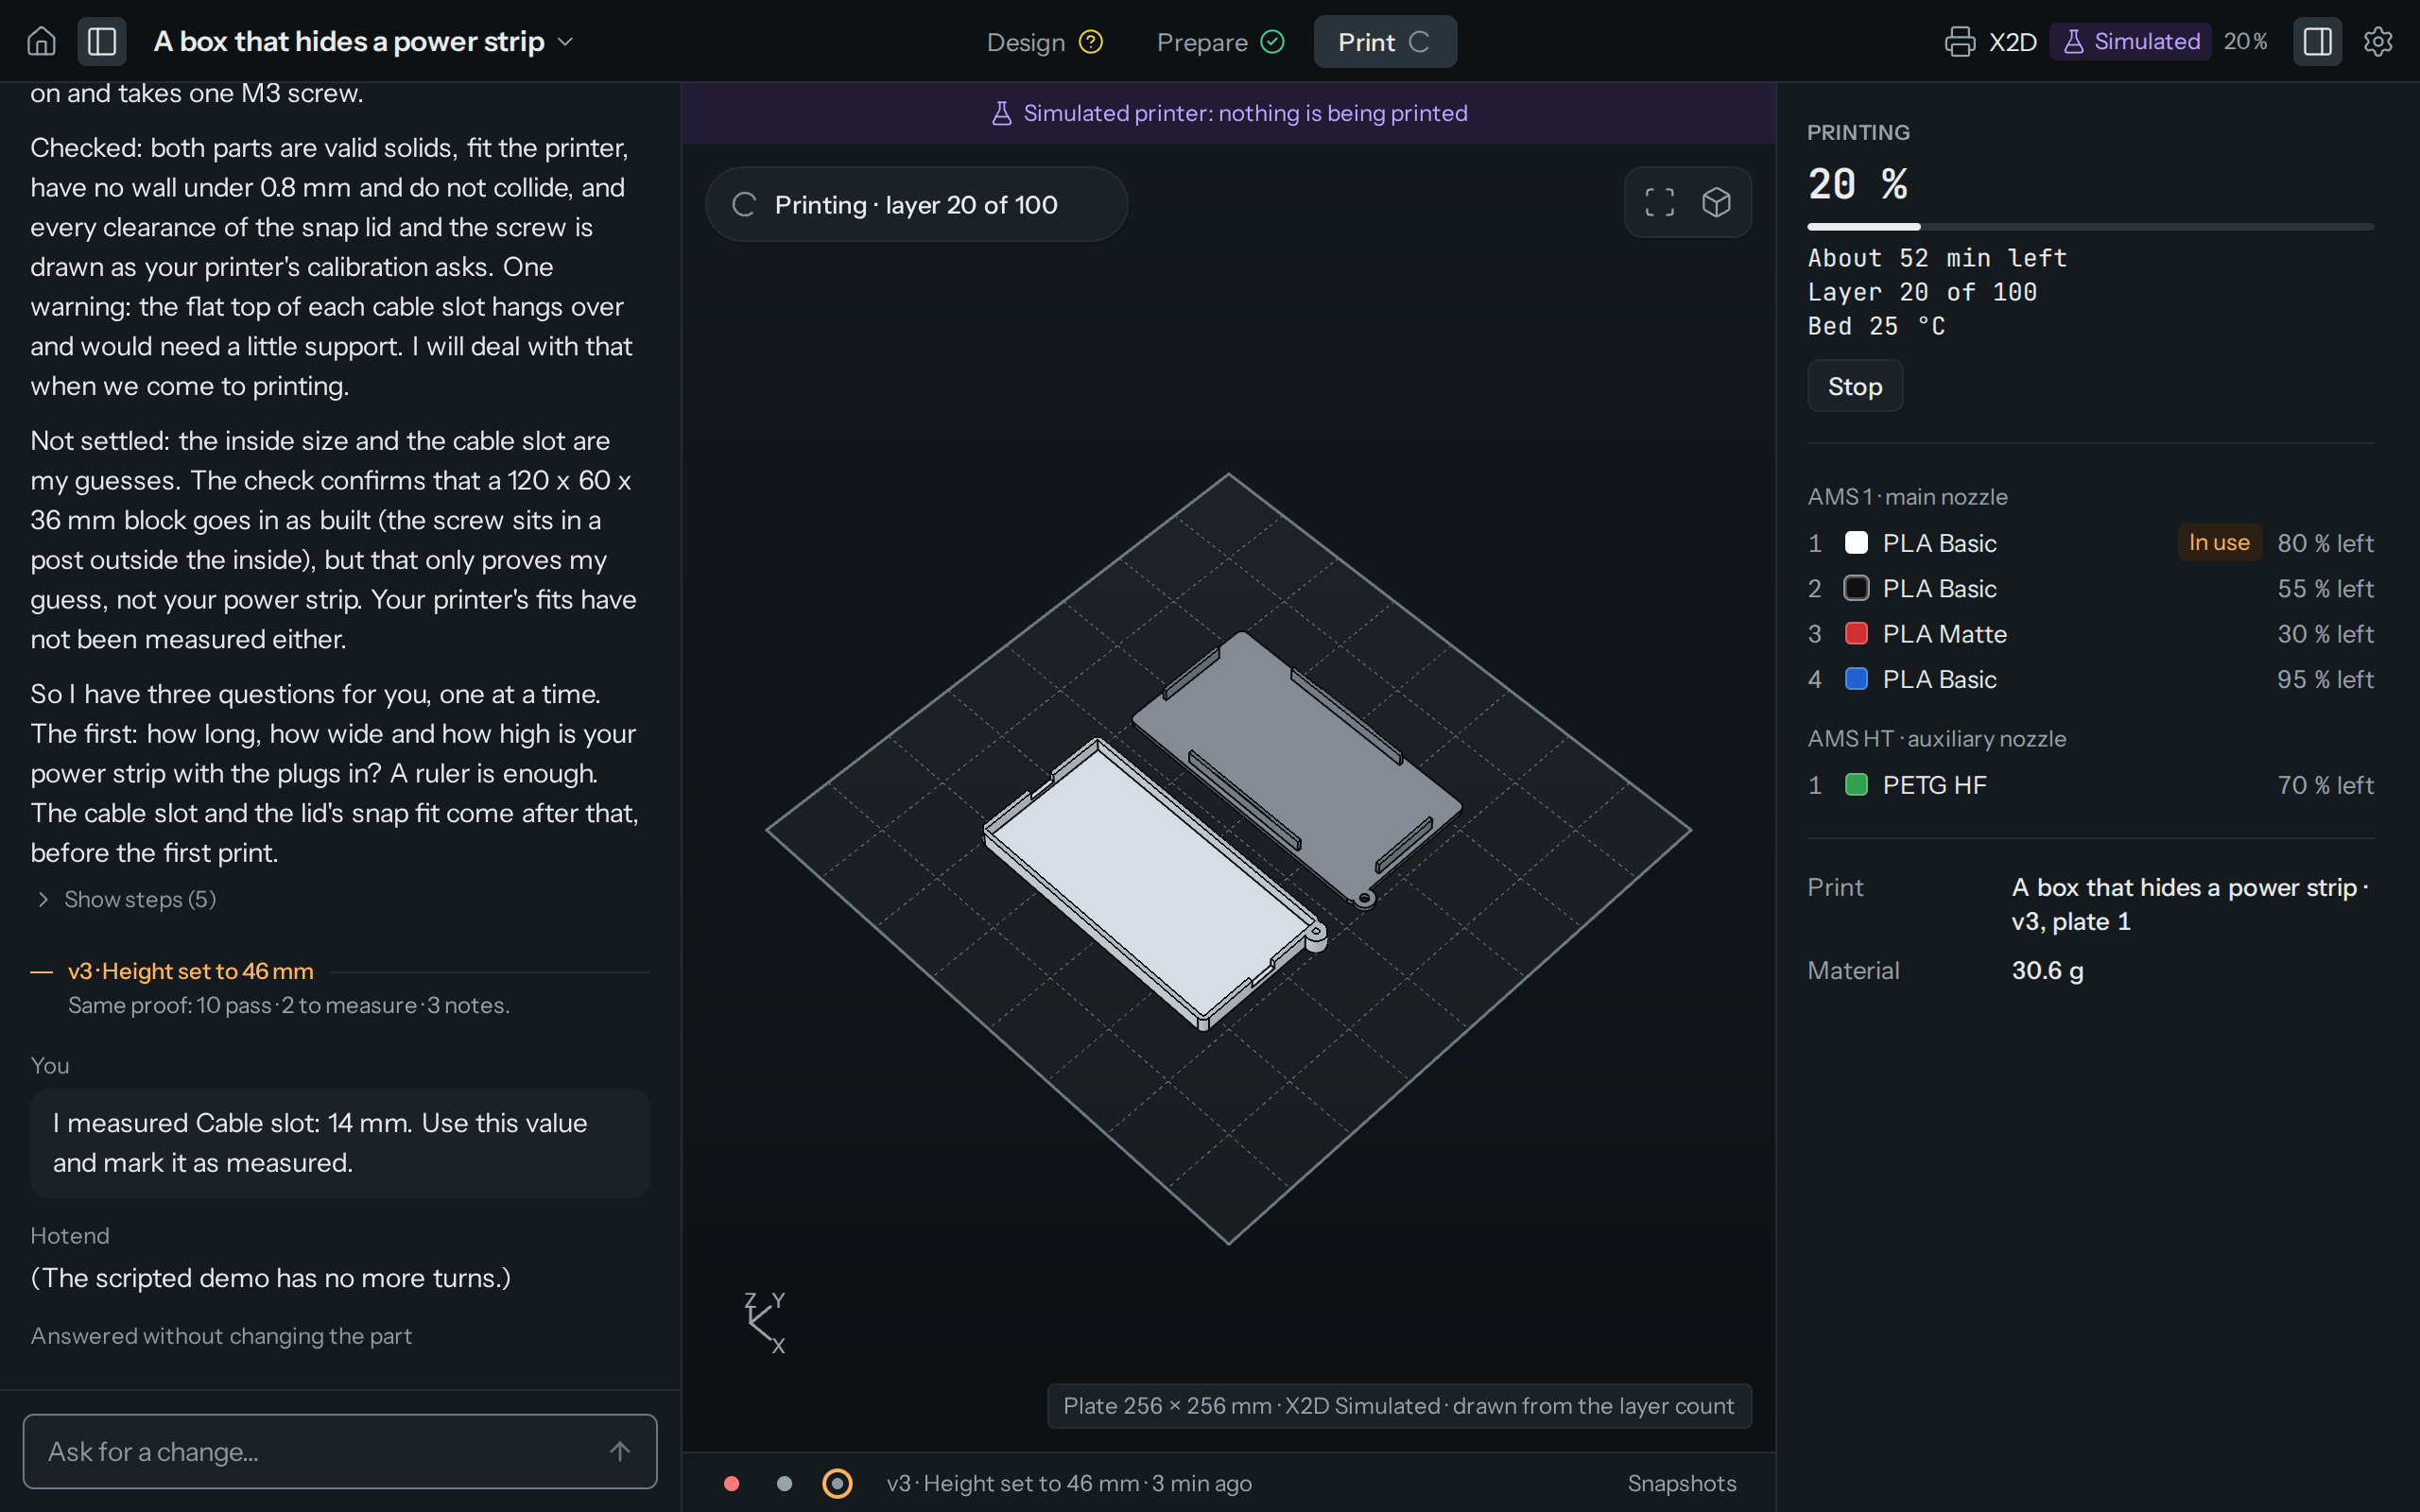 A box that hides a power strip
Design
Prepare
Print
X2D
Simulated
20%
on and takes one M3 screw.
Checked: both parts are valid solids, fit the printer,
have no wall under 0.8 mm and do not collide, and
every clearance of the snap lid and the screw is
drawn as your printer's calibration asks. One
warning: the flat top of each cable slot hangs over
and would need a little support. I will deal with that
when we come to printing.
Not settled: the inside size and the cable slot are
my guesses. The check confirms that a 120 x 60 x
36 mm block goes in as built (the screw sits in a
post outside the inside), but that only proves my
guess, not your power strip. Your printer's fits have
not been measured either.
So I have three questions for you, one at a time.
The first: how long, how wide and how high is your
power strip with the plugs in? A ruler is enough.
The cable slot and the lid's snap fit come after that,
before the first print.
Show steps (5)
v3 · Height set to 46 mm
Same proof: 10 pass · 2 to measure · 3 notes.
You
I measured Cable slot: 14 mm. Use this value
and mark it as measured.
Hotend
(The scripted demo has no more turns.)
Answered without changing the part
Ask for a change...
Simulated printer: nothing is being printed
Printing · layer 20 of 100
Z Y
X
Plate 256 × 256 mm · X2D Simulated · drawn from the layer count
v3 · Height set to 46 mm · 3 min ago
Snapshots
PRINTING
20 %
About 52 min left
Layer 20 of 100
Bed 25 °C
Stop
AMS 1 · main nozzle
1 PLA Basic In use 80 % left
2 PLA Basic 55 % left
3 PLA Matte 30 % left
4 PLA Basic 95 % left
AMS HT · auxiliary nozzle
1 PETG HF 70 % left
Print A box that hides a power strip ·
v3, plate 1
Material 30.6 g